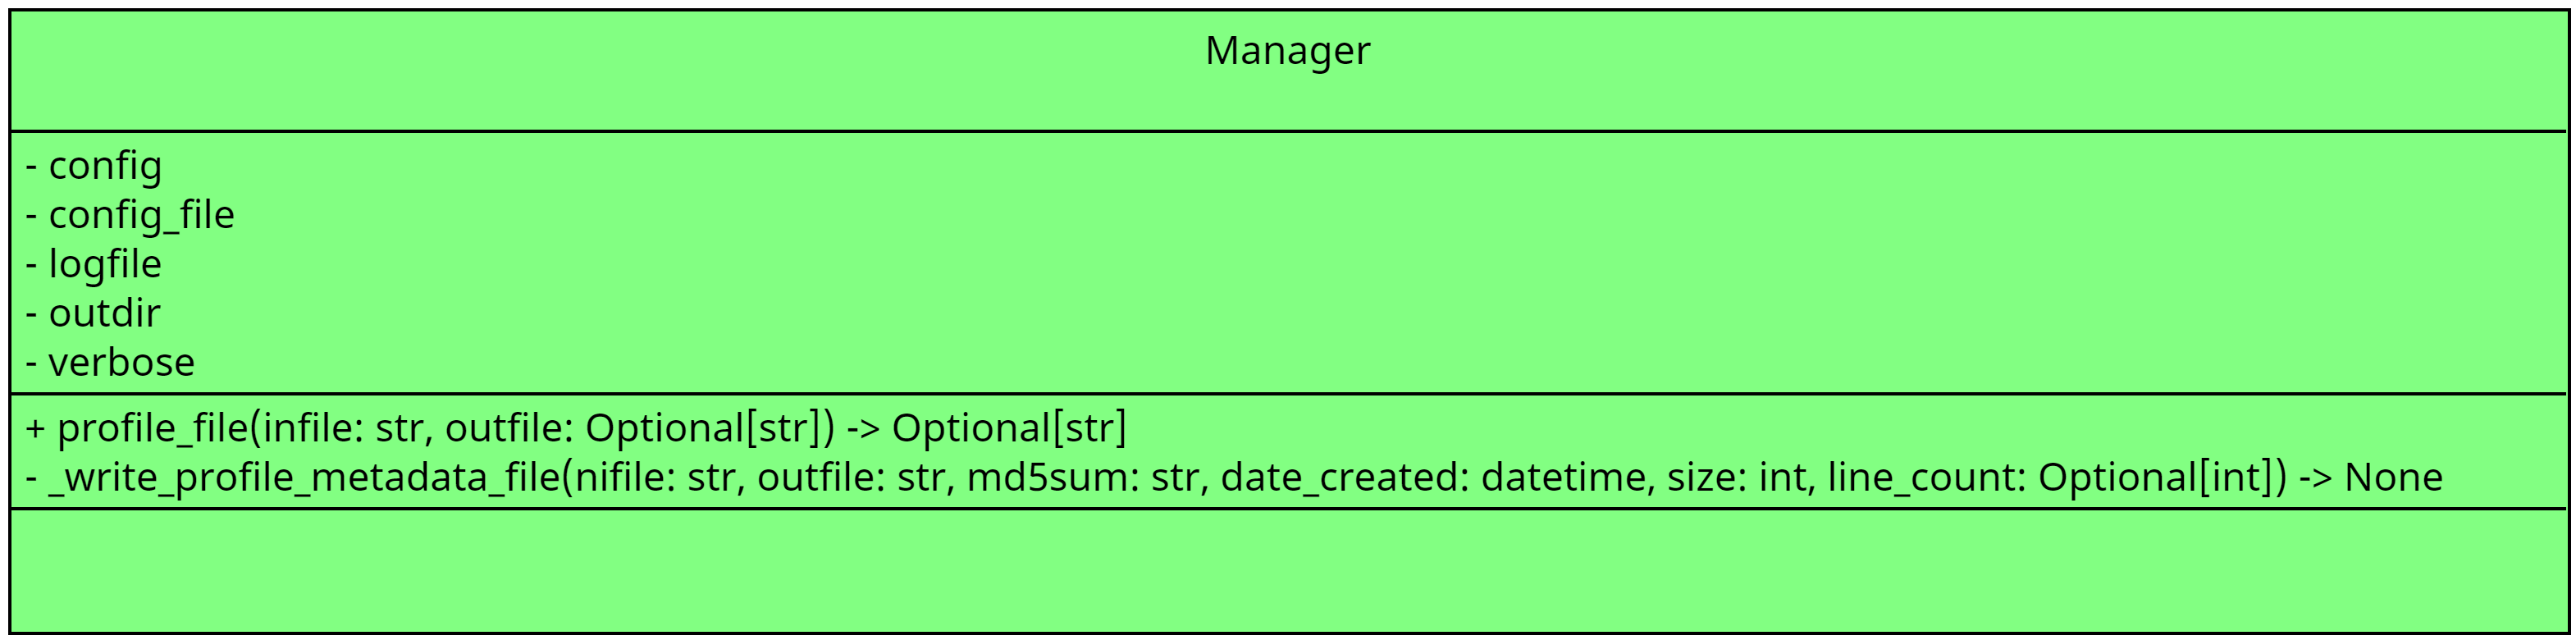 Manager
- config
- config_file
- logfile
- outdir
- verbose
+ profile_file(infile: str, outfile: Optional[str]) -> Optional[str]
- _write_profile_metadata_file(nifile: str, outfile: str, md5sum: str, date_created: datetime, size: int, line_count: Optional[int]) -> None